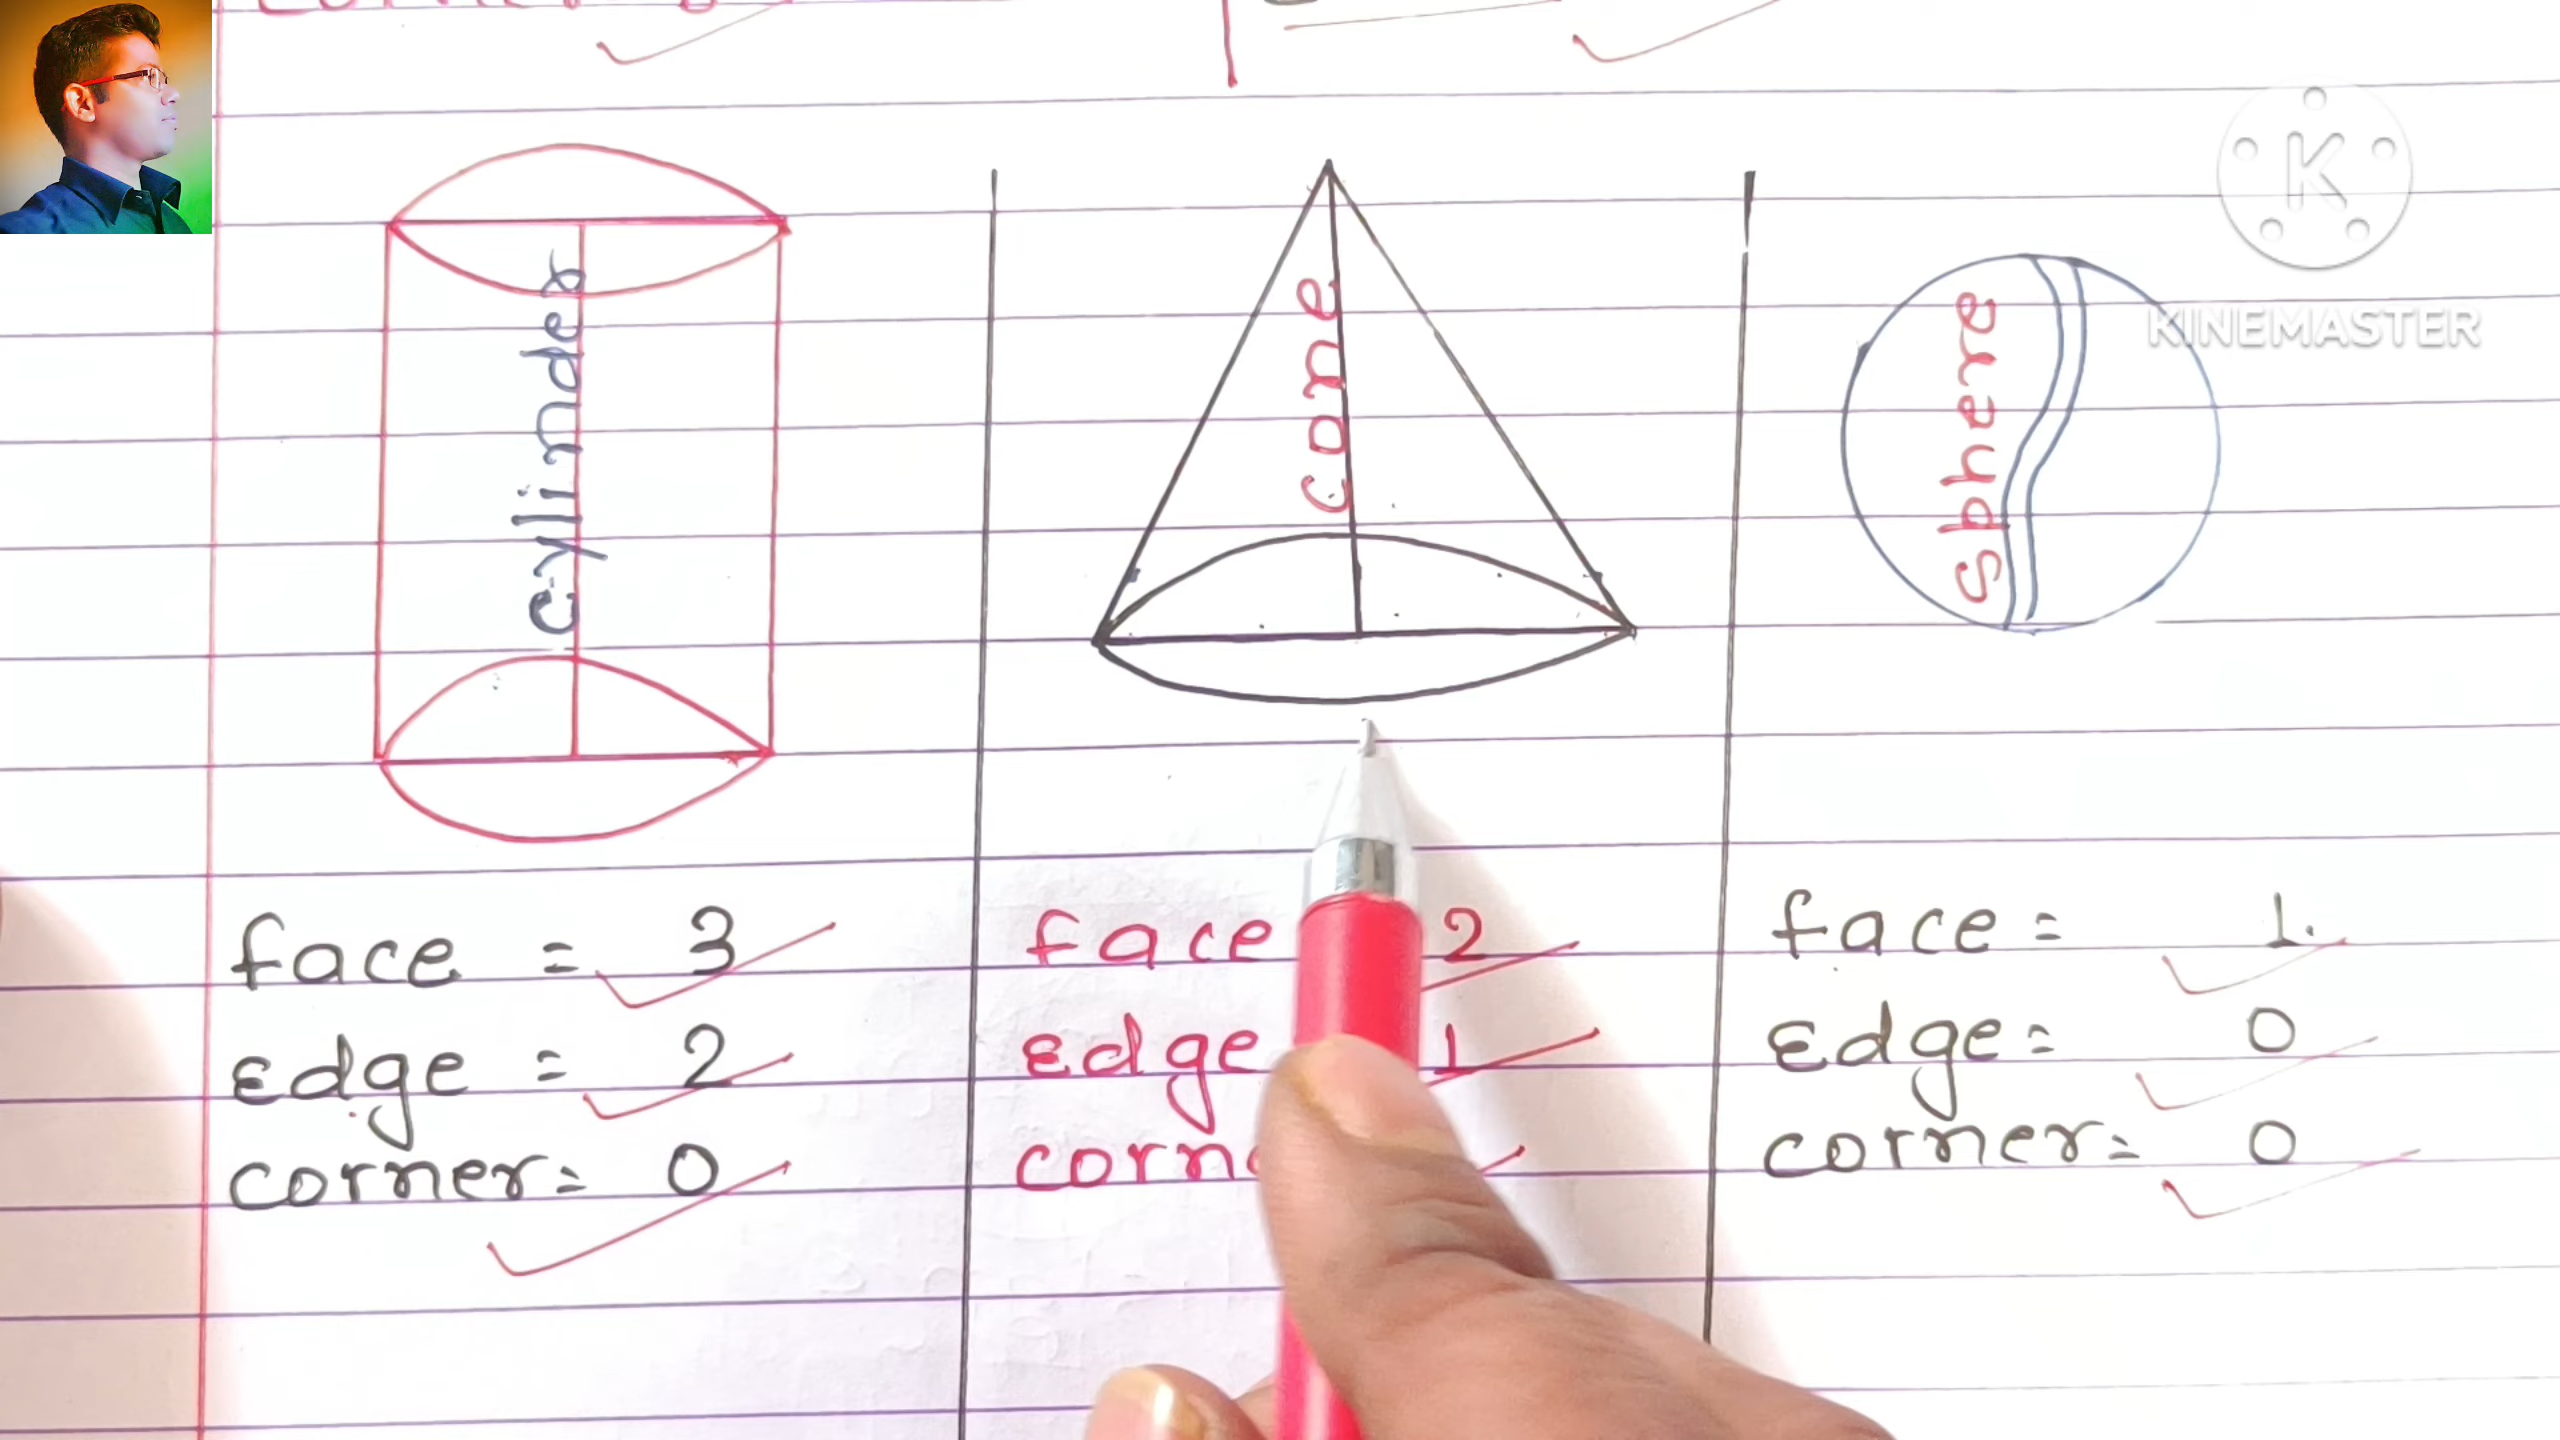 cylinder
cone
sphere
KINEMASTER
face = 3
Edge = 2
corner = 0
face 2
Edge 1
face = 1.
Edge = 0
corner = 0